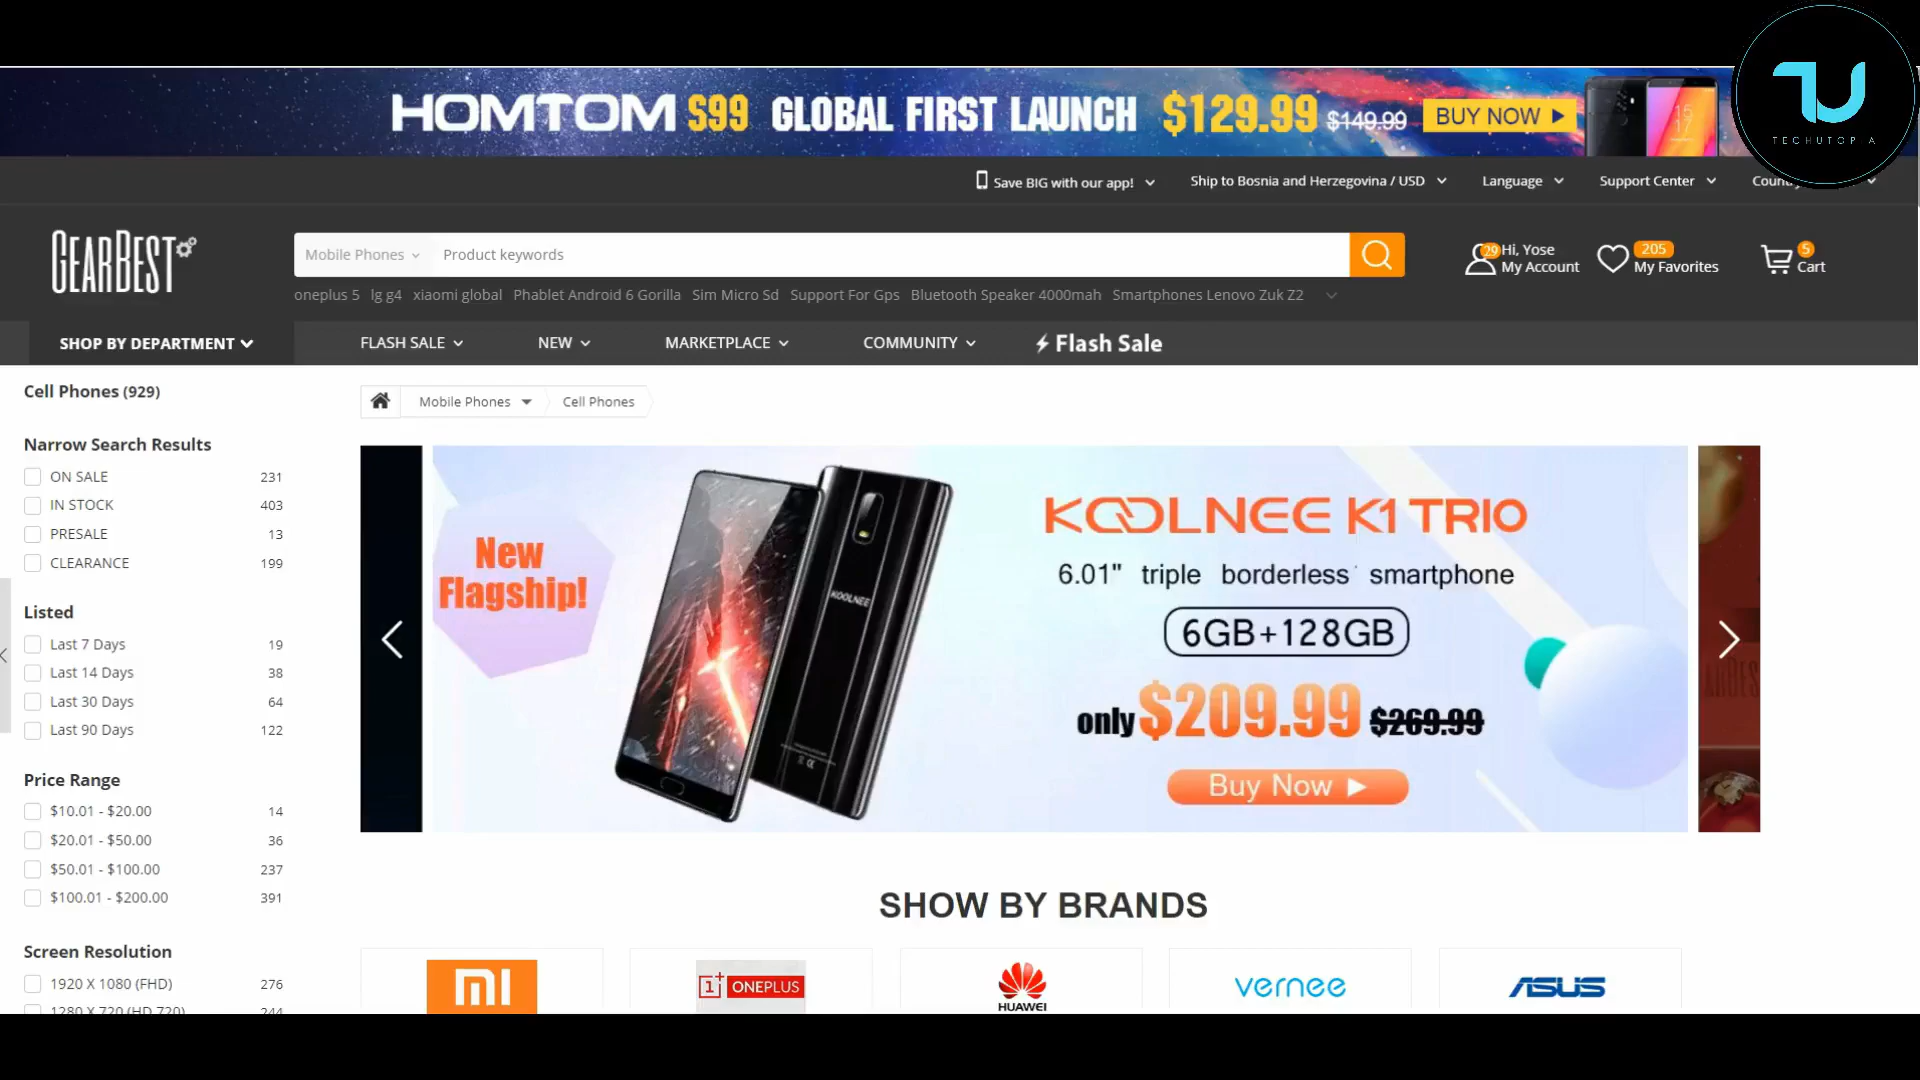 HOMTOM S99 GLOBAL FIRST LAUNCH $129.99 $149.99 BUY NOW
TECHUTOPIA
Save BIG with our app! Ship to Bosnia and Herzegovina / USD Language Support Center
GEARBEST
Mobile Phones Product keywords
29 Hi, Yose
My Account
205
My Favorites
5
Cart
oneplus 5 lg g4 xiaomi global Phablet Android 6 Gorilla Sim Micro Sd Support For Gps Bluetooth Speaker 4000mah Smartphones Lenovo Zuk Z2
SHOP BY DEPARTMENT FLASH SALE NEW MARKETPLACE COMMUNITY Flash Sale
Cell Phones (929)
Mobile Phones Cell Phones
Narrow Search Results
ON SALE 231
IN STOCK 403
PRESALE 13
CLEARANCE 199
Listed
Last 7 Days 19
Last 14 Days 38
Last 30 Days 64
Last 90 Days 122
Price Range
$10.01 - $20.00 14
$20.01 - $50.00 36
$50.01 - $100.00 237
$100.01 - $200.00 391
Screen Resolution
1920 X 1080 (FHD) 276
1280 X 720 (HD 720) 244
New
Flagship!
KOOLNEE
KOOLNEE K1 TRIO
6.01" triple borderless smartphone
6GB+128GB
only $209.99 $269.99
Buy Now
SHOW BY BRANDS
MI
1+ ONEPLUS
HUAWEI
vernee
ASUS